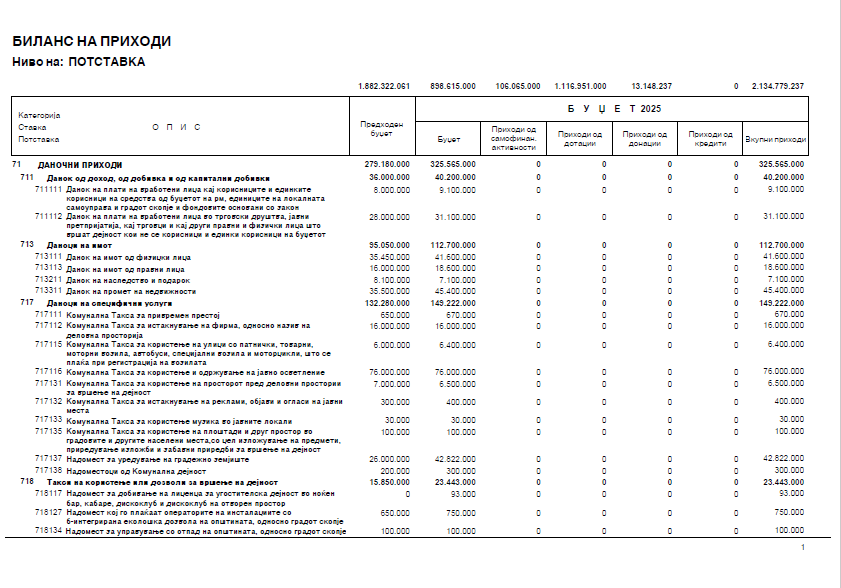 БИЛАНС НА ПРИХОДИ
Ниво на: ПОТСТАВКА
1.882.322.061 898.615.000 106.065.000 1.116.951.000 13.148.237 0 2.134.779.237
Категорија
Ставка
Потставка
О П И С
Предходен
буџет
Б У Џ Е Т 2025
Буџет
Приходи од
самофинан.
активности
Приходи од
дотации
Приходи од
донации
Приходи од
кредити
Вкупни приходи
71 ДАНОЧНИ ПРИХОДИ 279.180.000 325.565.000 0 0 0 0 325.565.000
711 Данок од доход, од добивка и од капитални добивки 36.000.000 40.200.000 0 0 0 0 40.200.000
711111 Данок на плати на вработени лица кај корисниците и единките 8.000.000 9.100.000 0 0 0 0 9.100.000
корисници на средства од буџетот на рм, единиците на локалната
самоуправа и градот скопје и фондовите основани со закон
711112 Данок на плати на вработени лица во трговски друштва, јавни 28.000.000 31.100.000 0 0 0 0 31.100.000
претпријатија, кај трговци и кај други правни и физички лица што
вршат дејност кои не се корисници и единки корисници на буџетот
713 Даноци на имот 95.050.000 112.700.000 0 0 0 0 112.700.000
713111 Данок на имот од физицки лица 35.450.000 41.600.000 0 0 0 0 41.600.000
713113 Данок на имот од правни лица 16.000.000 18.600.000 0 0 0 0 18.600.000
713211 Данок на наследство и подарок 8.100.000 7.100.000 0 0 0 0 7.100.000
713311 Данок на промет на недвижности 35.500.000 45.400.000 0 0 0 0 45.400.000
717 Даноци на специфични услуги 132.280.000 149.222.000 0 0 0 0 149.222.000
717111 Комунална Такса за привремен престој 650.000 670.000 0 0 0 0 670.000
717112 Комунална Такса за истакнување на фирма, односно назив на 16.000.000 16.000.000 0 0 0 0 16.000.000
деловна просторија
717115 Комунална Такса за користење на улици со патнички, товарни, 6.000.000 6.400.000 0 0 0 0 6.400.000
моторни возила, автобуси, специјални возила и моторцикли, што се
плаќа при регистрација на возилата
717116 Комунална Такса за користење и одржување на јавно осветление 76.000.000 76.000.000 0 0 0 0 76.000.000
717131 Комунална Такса за користење на просторот пред деловни простории 7.000.000 6.500.000 0 0 0 0 6.500.000
за вршење на дејност
717132 Комунална Такса за истакнување на реклами, објави и огласи на јавни 300.000 400.000 0 0 0 0 400.000
места
717133 Комунална Такса за користење музика во јавните локали 30.000 30.000 0 0 0 0 30.000
717135 Комунална Такса за користење на плоштади и друг простор во 100.000 100.000 0 0 0 0 100.000
градовите и другите населени места,со цел изложување на предмети,
приредување изложби и забавни приредби за вршење на дејност
717137 Надомест за уредување на градежно земјиште 26.000.000 42.822.000 0 0 0 0 42.822.000
717138 Надоместоци од Комунална дејност 200.000 300.000 0 0 0 0 300.000
718 Такси на користење или дозволи за вршење на дејност 15.850.000 23.443.000 0 0 0 0 23.443.000
718117 Надомест за добивање на лиценца за угостителска дејност во ноќен 0 93.000 0 0 0 0 93.000
бар, кабаре, дискоклуб и дискоклуб на отворен простор
718127 Надомест кој го плаќаат операторите на инсталациите со 650.000 750.000 0 0 0 0 750.000
б-интегрирана еколошка дозвола на општината, односно градот скопје
718134 Надомест за управување со отпад на општината, односно градот скопје 100.000 100.000 0 0 0 0 100.000
1